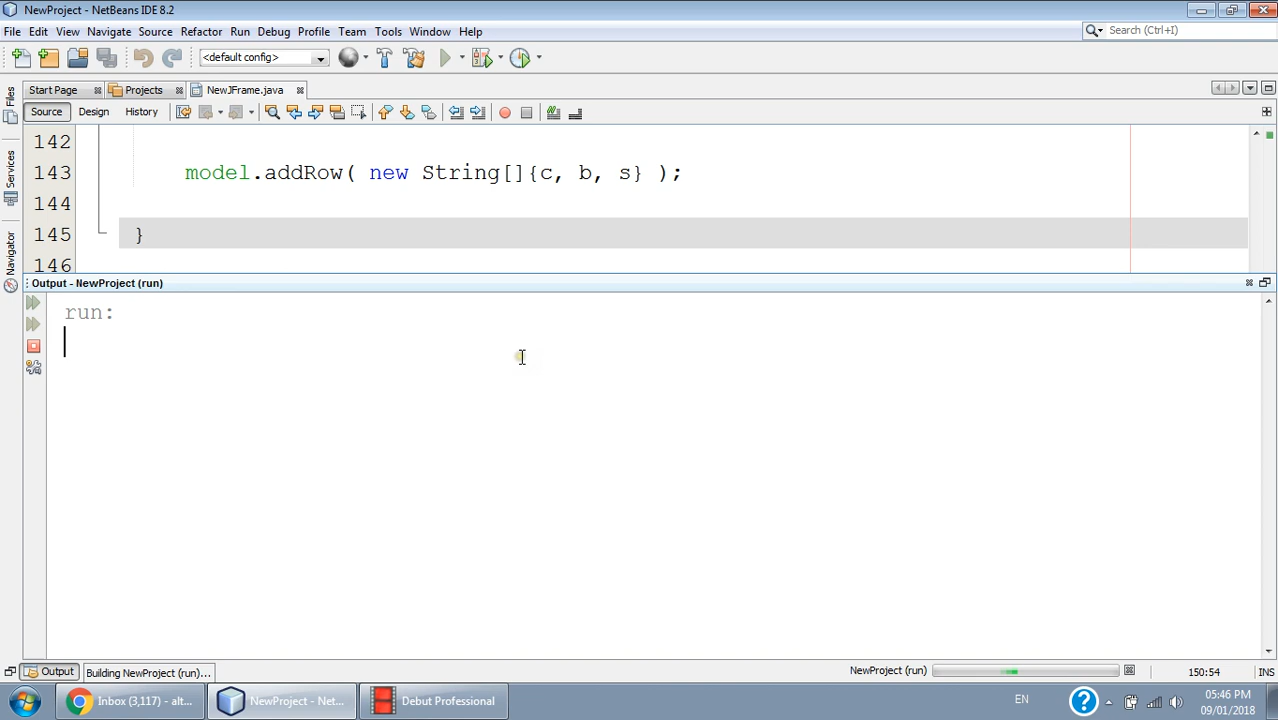 NewProject - NetBeans IDE 8.2
File Edit View Navigate Source Refactor Run Debug Profile Team Tools Window Help
Search (Ctrl+I)
<default config>
Start Page Projects NewJFrame.java
Source Design History
Files
Services
Navigator
142
143 model.addRow( new String[]{c, b, s} );
144
145 }
146
Output - NewProject (run)
run:
Output Building NewProject (run)... NewProject (run) 150:54 INS
Inbox (3,117) - alt... NewProject - Net... Debut Professional EN 05:46 PM
09/01/2018